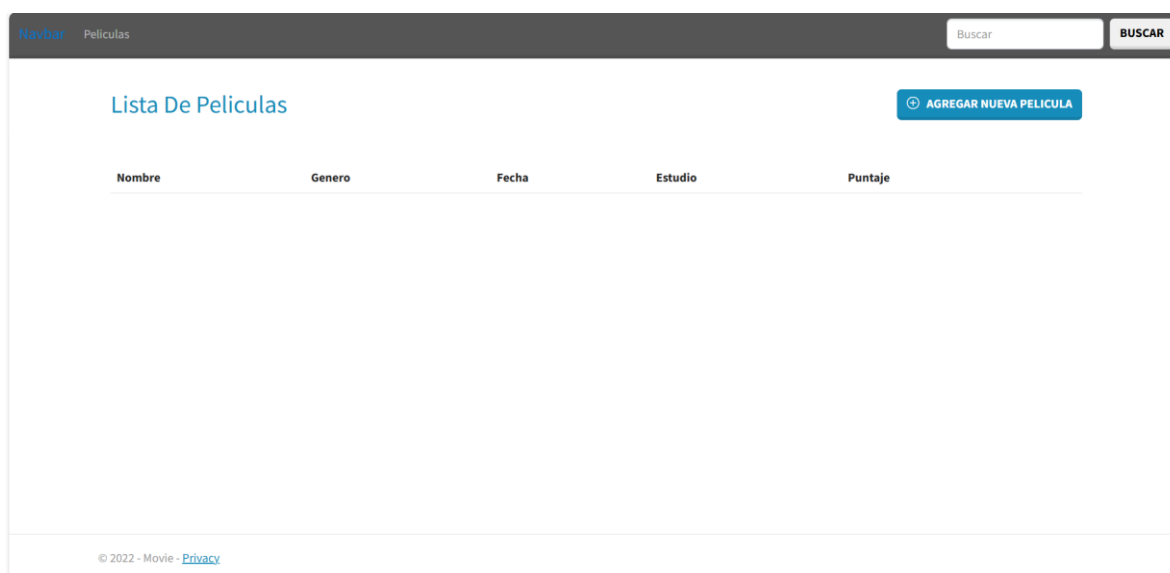 Navbar Peliculas Buscar BUSCAR
Lista De Peliculas AGREGAR NUEVA PELICULA
Nombre Genero Fecha Estudio Puntaje
© 2022 - Movie - Privacy